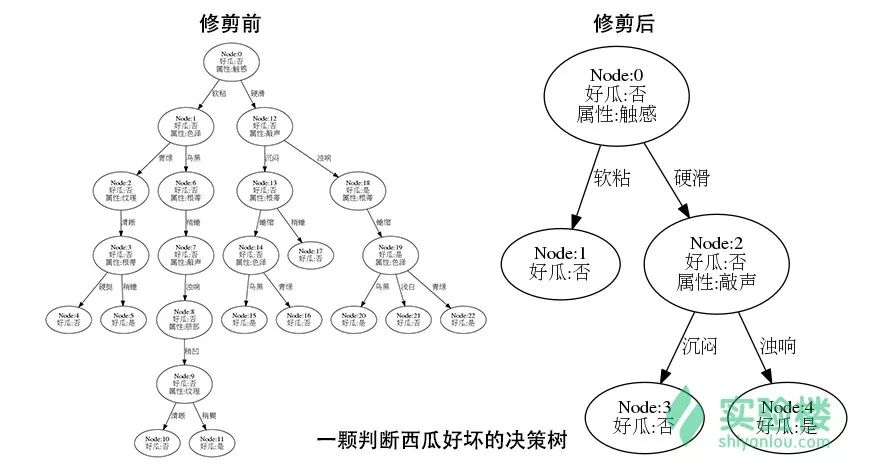 修剪前
修剪后
Node:0
好瓜:否
属性:触感
软粘
硬滑
Node:1
好瓜:否
属性:色泽
Node:12
好瓜:否
属性:敲声
青绿
乌黑
沉闷
浊响
Node:2
好瓜:否
属性:纹理
Node:6
好瓜:否
属性:根蒂
Node:13
好瓜:否
属性:根蒂
Node:18
好瓜:是
属性:根蒂
清晰
稍蜷
蜷缩
稍蜷
蜷缩
Node:3
好瓜:否
属性:根蒂
Node:7
好瓜:否
属性:敲声
Node:14
好瓜:否
属性:色泽
Node:17
好瓜:否
Node:19
好瓜:是
属性:色泽
硬挺
稍蜷
浊响
乌黑
青绿
乌黑
浅白
青绿
Node:4
好瓜:否
Node:5
好瓜:是
Node:8
好瓜:否
属性:脐部
Node:15
好瓜:是
Node:16
好瓜:否
Node:20
好瓜:是
Node:21
好瓜:否
Node:22
好瓜:是
稍凹
Node:9
好瓜:否
属性:纹理
清晰
稍糊
Node:10
好瓜:否
Node:11
好瓜:是
Node:0
好瓜:否
属性:触感
软粘
硬滑
Node:1
好瓜:否
Node:2
好瓜:否
属性:敲声
沉闷
浊响
Node:3
好瓜:否
Node:4
好瓜:是
一颗判断西瓜好坏的决策树
实验楼
shiyanlou.com